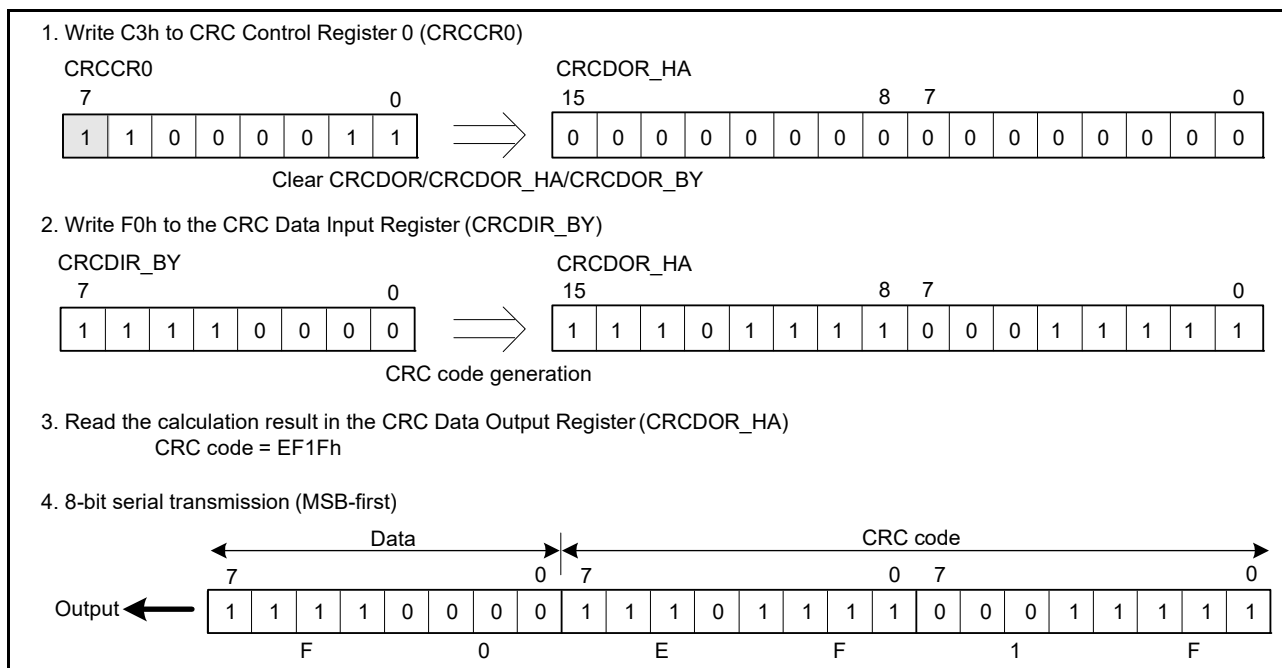 1. Write C3h to CRC Control Register 0 (CRCCR0)
CRCCR0 CRCDOR_HA
7 0 15 8 7 0
1 1 0 0 0 0 1 1 0 0 0 0 0 0 0 0 0 0 0 0 0 0 0 0
Clear CRCDOR/CRCDOR_HA/CRCDOR_BY
2. Write F0h to the CRC Data Input Register (CRCDIR_BY)
CRCDIR_BY CRCDOR_HA
7 0 15 8 7 0
1 1 1 1 0 0 0 0 1 1 1 0 1 1 1 1 0 0 0 1 1 1 1 1
CRC code generation
3. Read the calculation result in the CRC Data Output Register (CRCDOR_HA)
CRC code = EF1Fh
4. 8-bit serial transmission (MSB-first)
Data CRC code
7 0 7 0 7 0
Output 1 1 1 1 0 0 0 0 1 1 1 0 1 1 1 1 0 0 0 1 1 1 1 1
F 0 E F 1 F